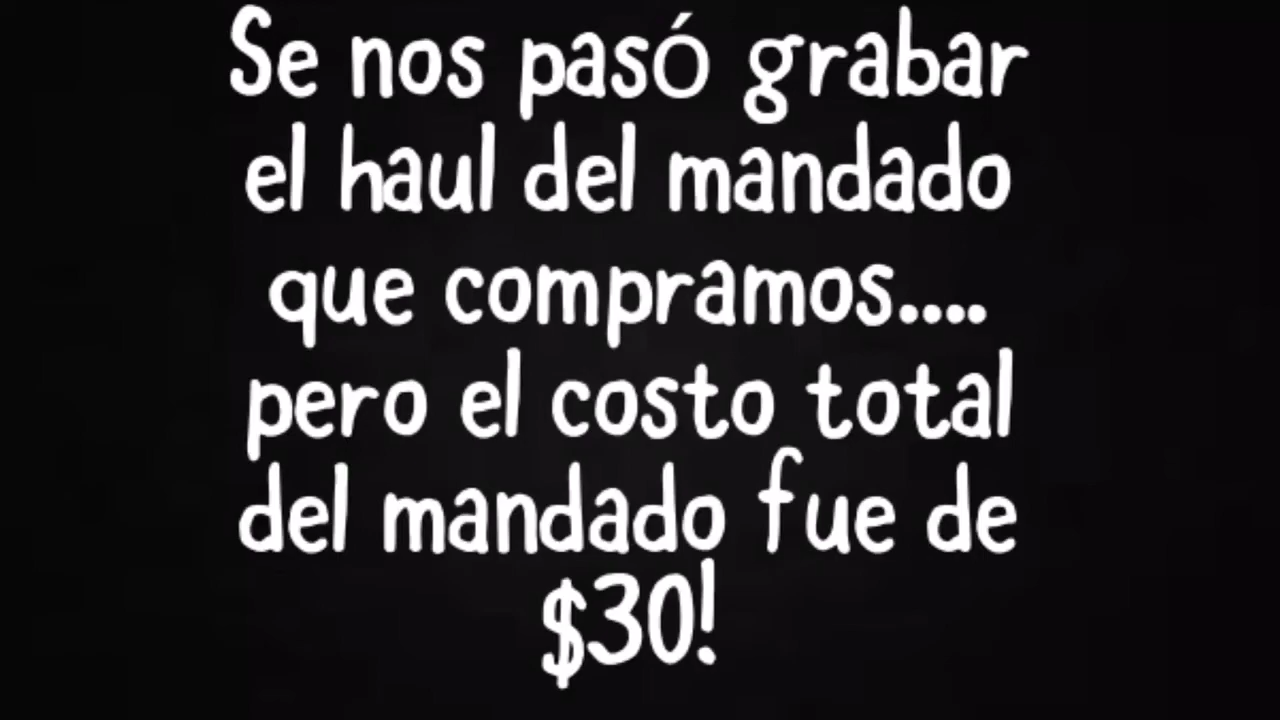 Se nos pasó grabar
el haul del mandado
que compramos....
pero el costo total
del mandado fue de
$30!